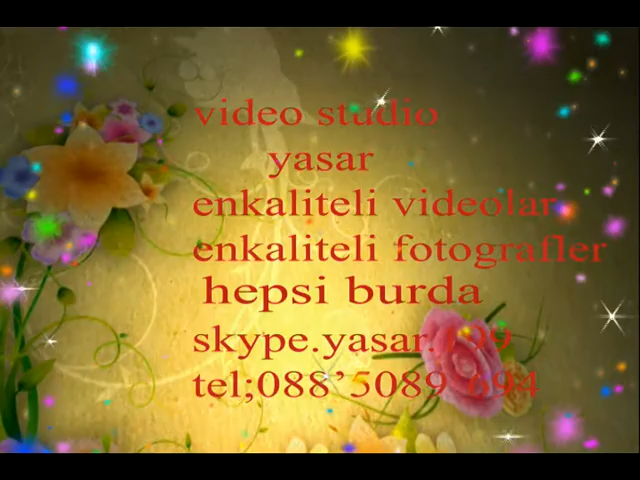 video studio
yasar
enkaliteli videolar
enkaliteli fotografler
hepsi burda
skype.yasar.
tel;088’5089